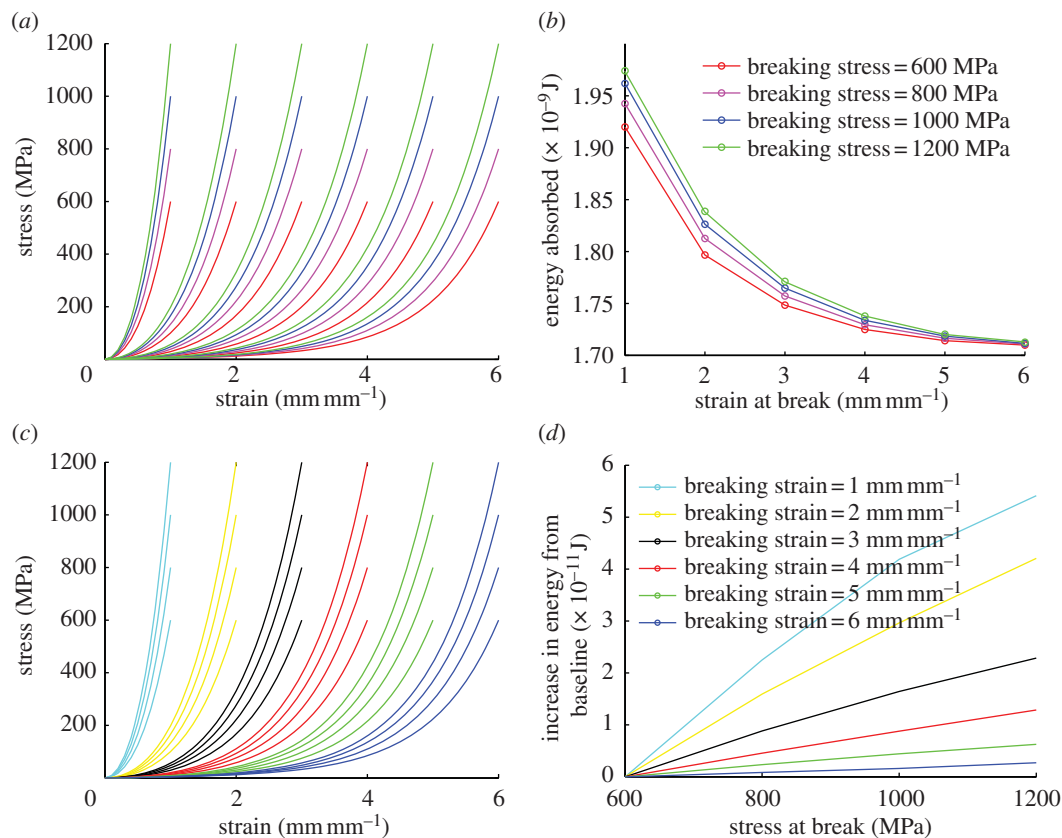 (a)
1200
1000
800
600
400
200
0
2
4
6
stress (MPa)
strain (mm mm⁻¹)
(b)
1.95
1.90
1.85
1.80
1.75
1.70
1
2
3
4
5
6
energy absorbed (× 10⁻⁹J)
strain at break (mm mm⁻¹)
breaking stress = 600 MPa
breaking stress = 800 MPa
breaking stress = 1000 MPa
breaking stress = 1200 MPa
(c)
1200
1000
800
600
400
200
0
2
4
6
stress (MPa)
strain (mm mm⁻¹)
(d)
6
5
4
3
2
1
0
600
800
1000
1200
increase in energy from
baseline (× 10⁻¹¹J)
stress at break (MPa)
breaking strain = 1 mm mm⁻¹
breaking strain = 2 mm mm⁻¹
breaking strain = 3 mm mm⁻¹
breaking strain = 4 mm mm⁻¹
breaking strain = 5 mm mm⁻¹
breaking strain = 6 mm mm⁻¹